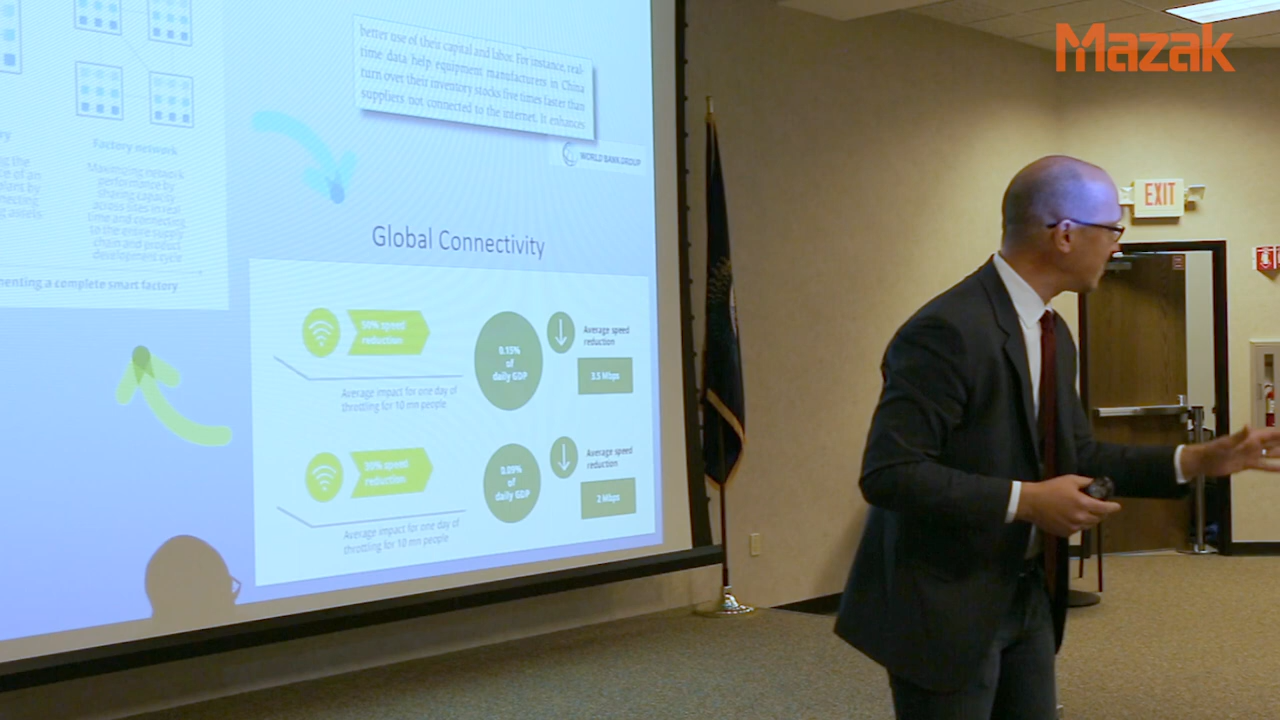 Mazak
better use of their capital and labor. For instance, real-
time data help equipment manufacturers in China
turn over their inventory stocks five times faster than
suppliers not connected to the internet. It enhances
WORLD BANK GROUP
Factory network
Maximizing network
performance by
sharing capacity
across sites in real
time and connecting
to the entire supply
chain and product
development cycle
menting a complete smart factory
EXIT
Global Connectivity
50% speed
reduction
Average impact for one day of
throttling for 10 mn people
0.15%
of
daily GDP
Average speed
reduction
3.5 Mbps
30% speed
reduction
Average impact for one day of
throttling for 10 mn people
0.09%
of
daily GDP
Average speed
reduction
2 Mbps